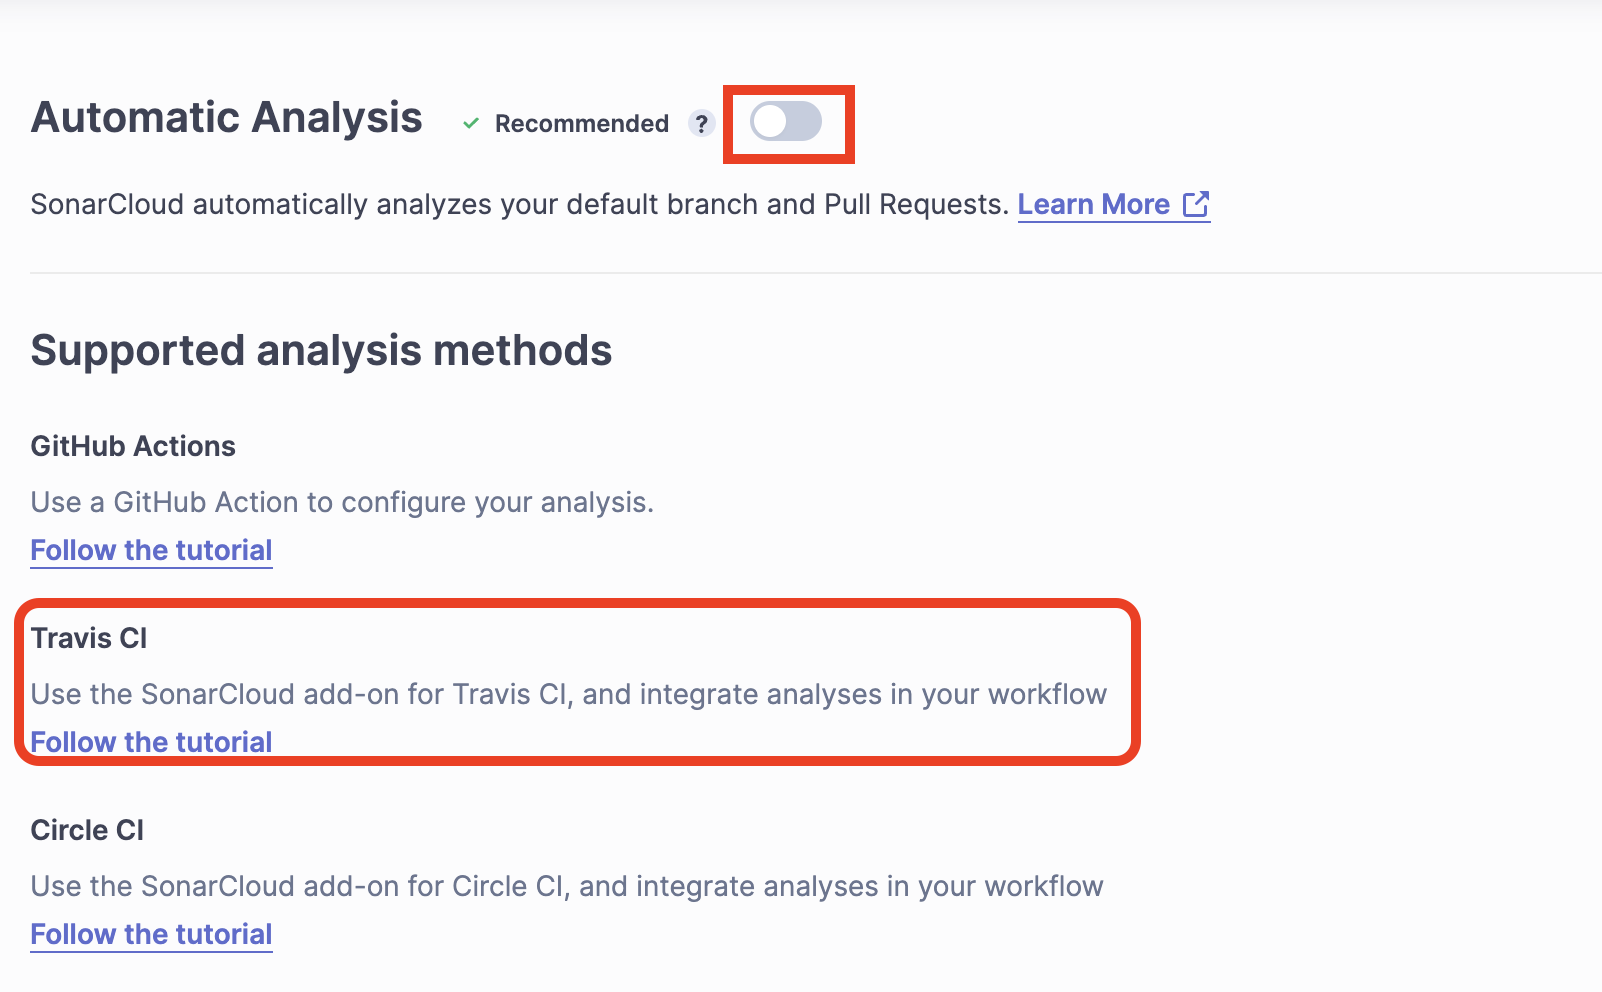 Automatic Analysis ✓ Recommended ?
SonarCloud automatically analyzes your default branch and Pull Requests. Learn More
Supported analysis methods
GitHub Actions
Use a GitHub Action to configure your analysis.
Follow the tutorial
Travis CI
Use the SonarCloud add-on for Travis CI, and integrate analyses in your workflow
Follow the tutorial
Circle CI
Use the SonarCloud add-on for Circle CI, and integrate analyses in your workflow
Follow the tutorial